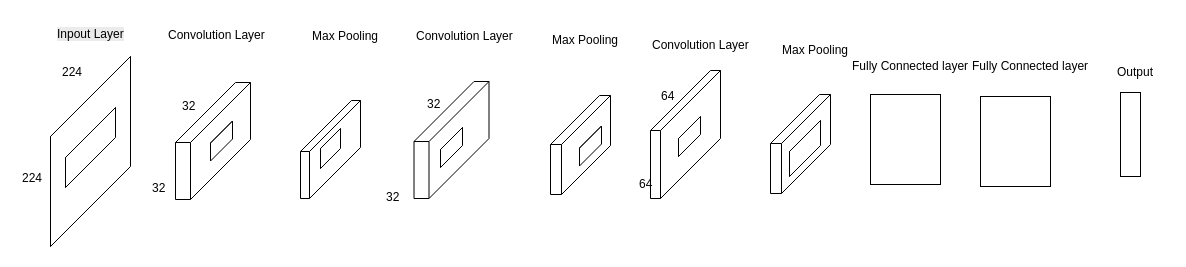 Inpout Layer
Convolution Layer
Max Pooling
Convolution Layer
Max Pooling
Convolution Layer
Max Pooling
Fully Connected layer
Fully Connected layer
Output
224
224
32
32
32
32
64
64